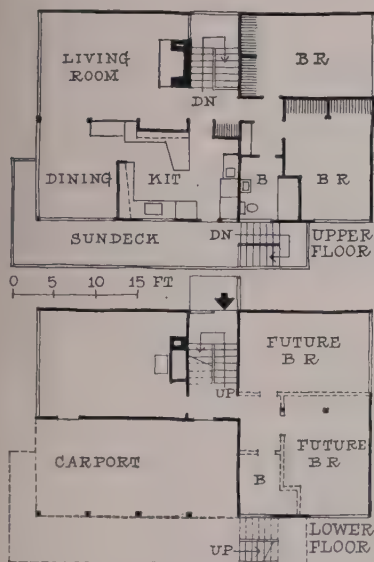 LIVING
ROOM
BR
DN
DINING
KIT
B
BR
SUNDECK
DN
UPPER
FLOOR
0 5 10 15 FT
FUTURE
BR
UP
CARPORT
B
FUTURE
BR
UP
LOWER
FLOOR